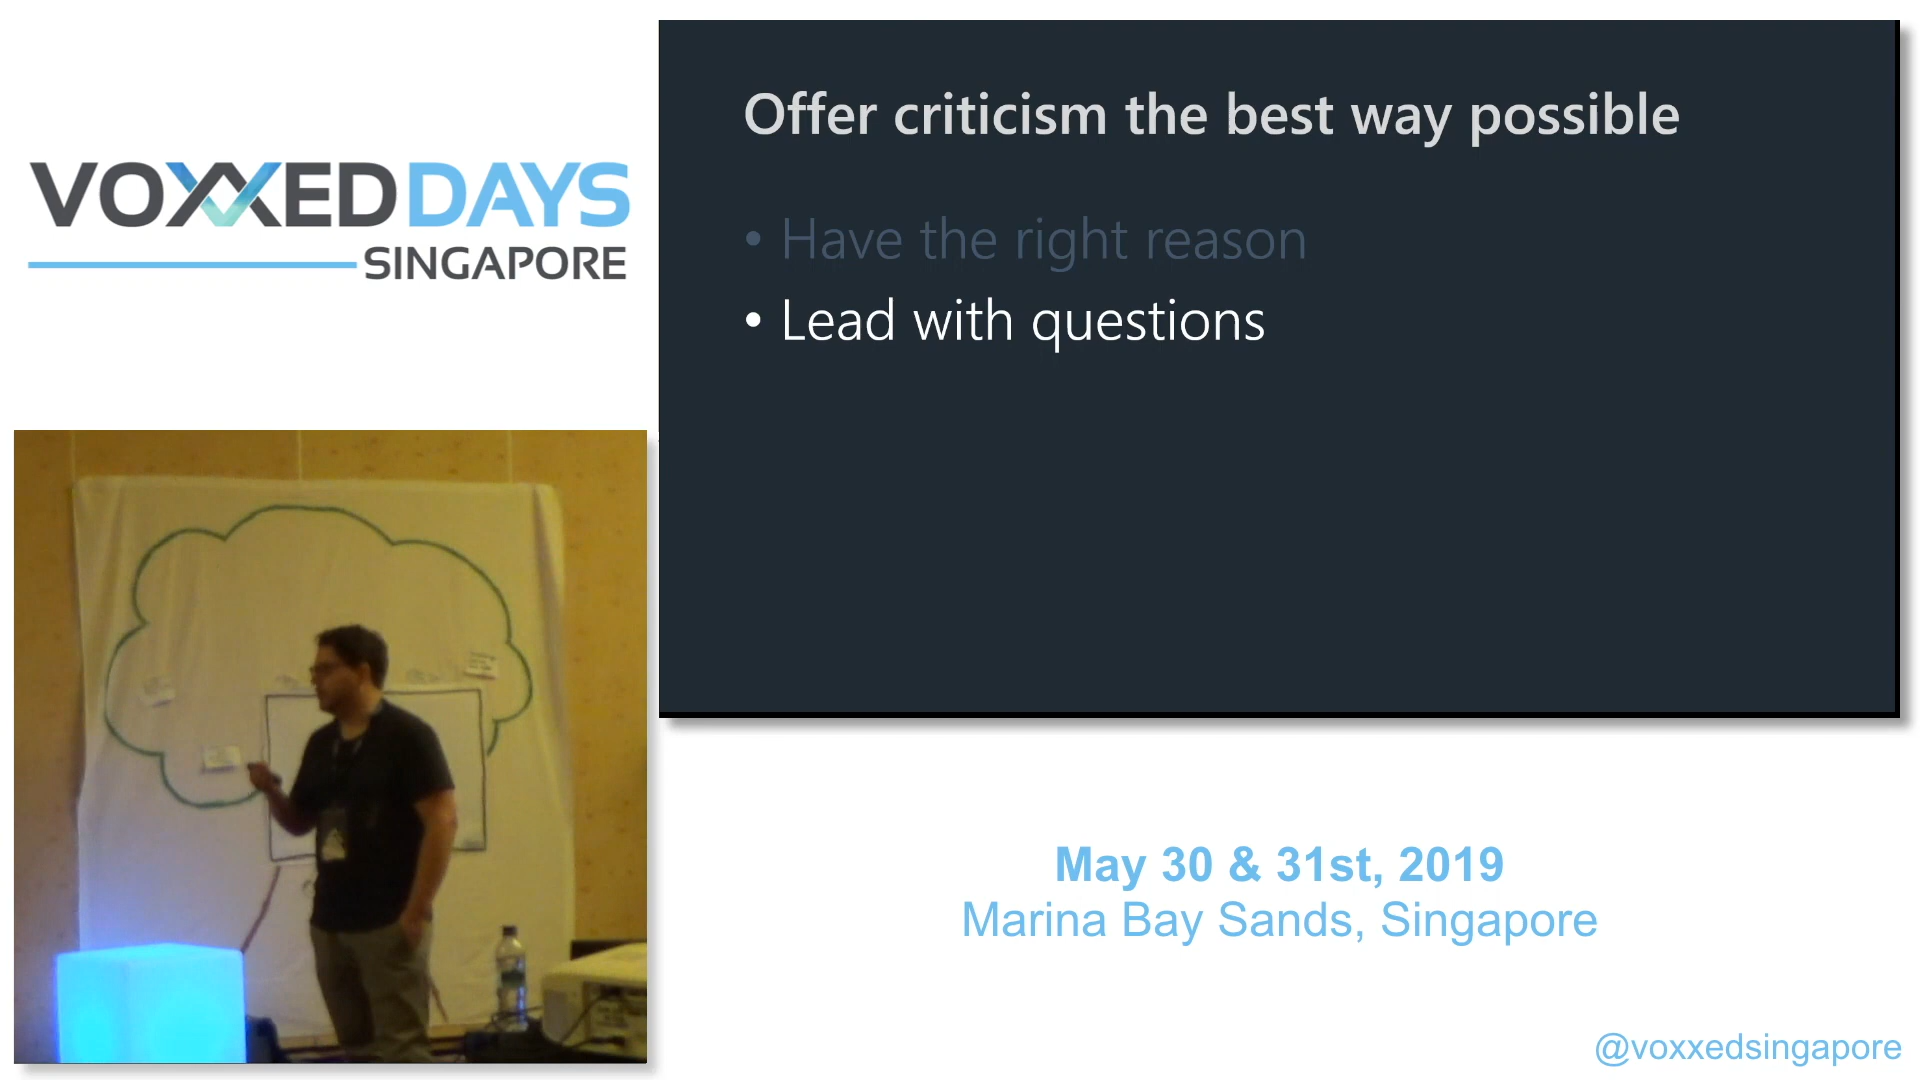 VOXXED DAYS
SINGAPORE
Offer criticism the best way possible
• Have the right reason
• Lead with questions
May 30 & 31st, 2019
Marina Bay Sands, Singapore
@voxxedsingapore